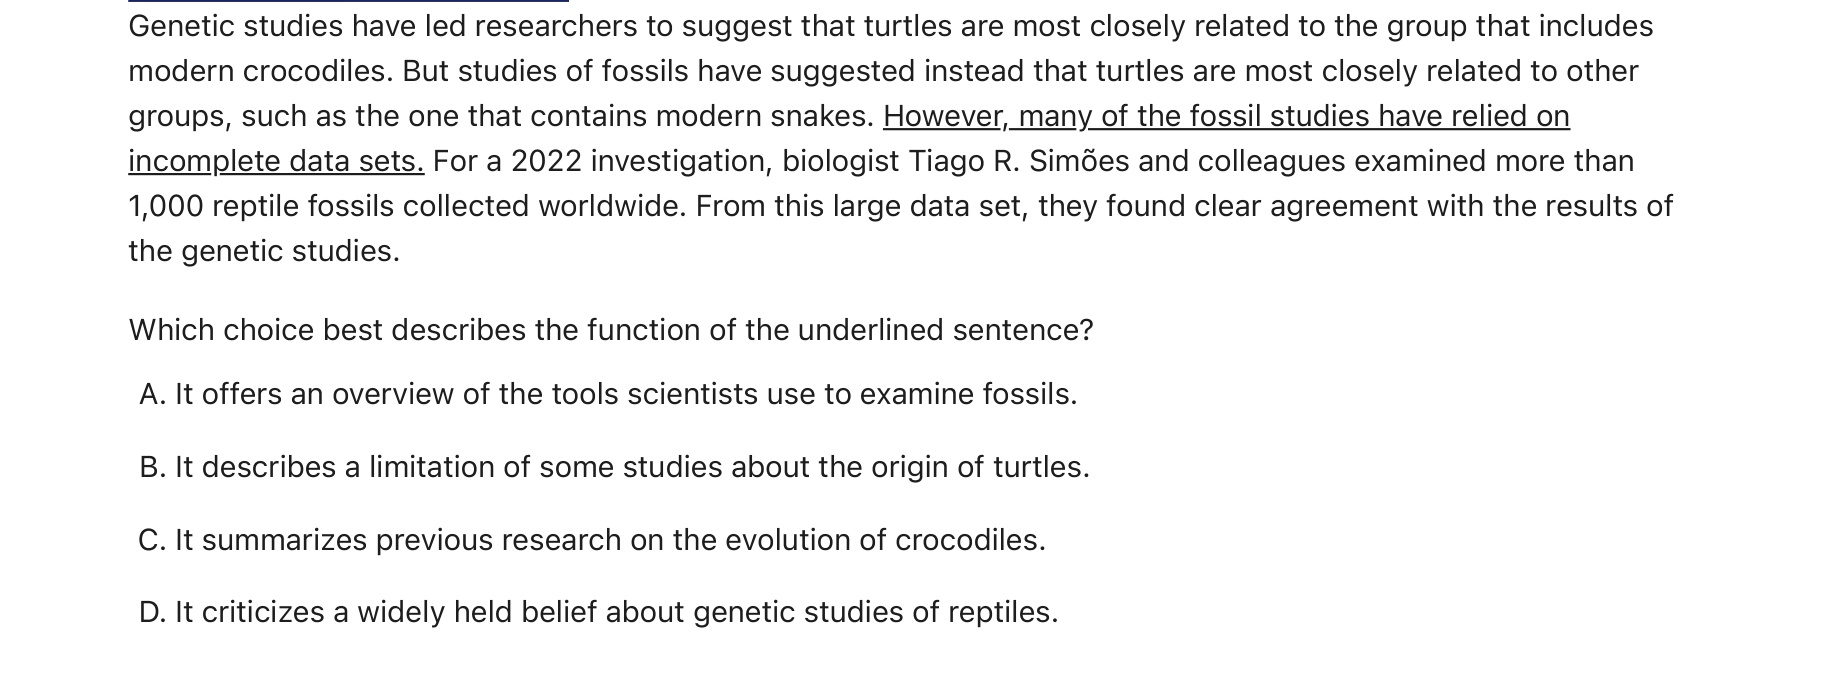 Genetic studies have led researchers to suggest that turtles are most closely related to the group that includes
modern crocodiles. But studies of fossils have suggested instead that turtles are most closely related to other
groups, such as the one that contains modern snakes. However, many of the fossil studies have relied on
incomplete data sets. For a 2022 investigation, biologist Tiago R. Simões and colleagues examined more than
1,000 reptile fossils collected worldwide. From this large data set, they found clear agreement with the results of
the genetic studies.
Which choice best describes the function of the underlined sentence?
A. It offers an overview of the tools scientists use to examine fossils.
B. It describes a limitation of some studies about the origin of turtles.
C. It summarizes previous research on the evolution of crocodiles.
D. It criticizes a widely held belief about genetic studies of reptiles.